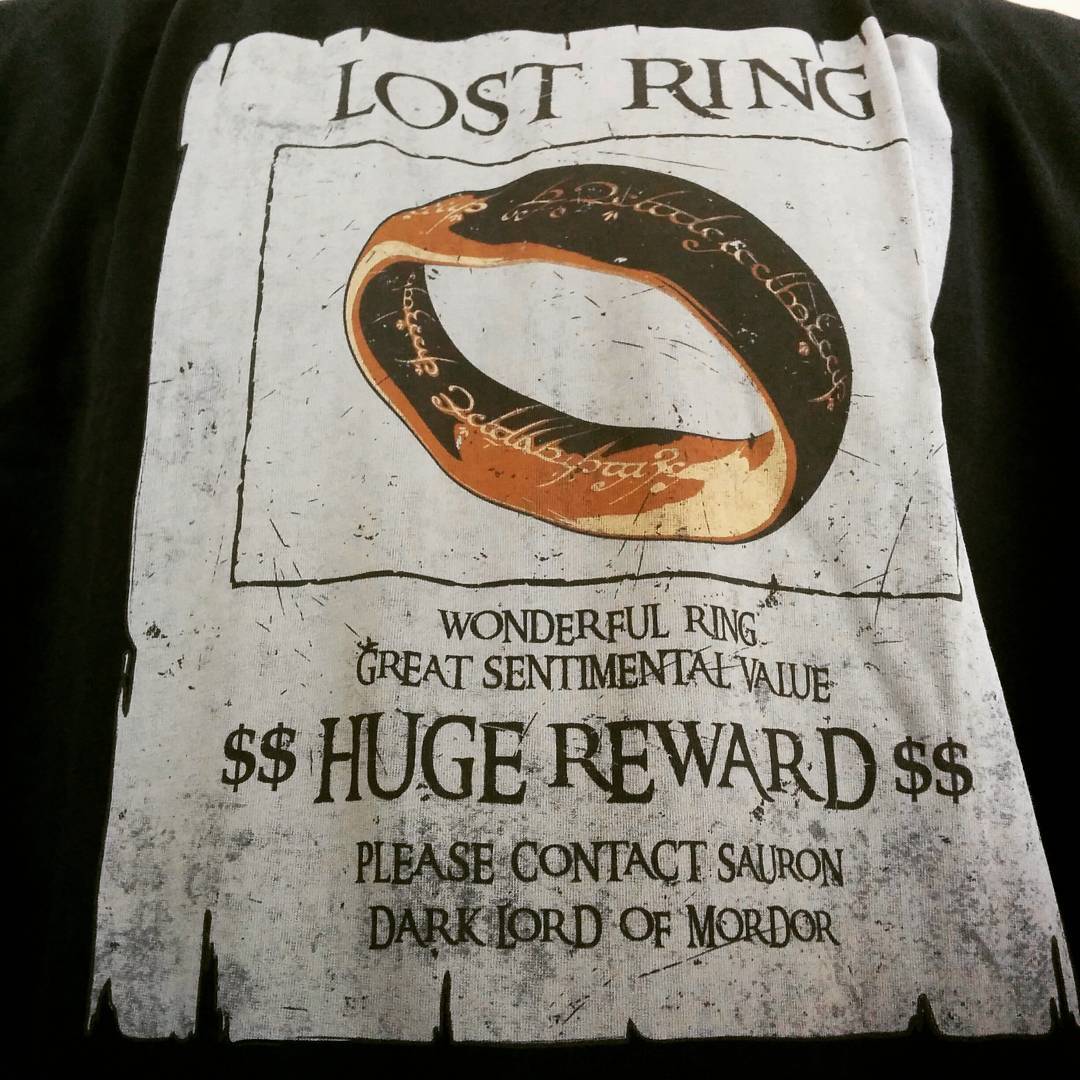 LOST RING
WONDERFUL RING
GREAT SENTIMENTAL VALUE
$$ HUGE REWARD $$
PLEASE CONTACT SAURON
DARK LORD OF MORDOR